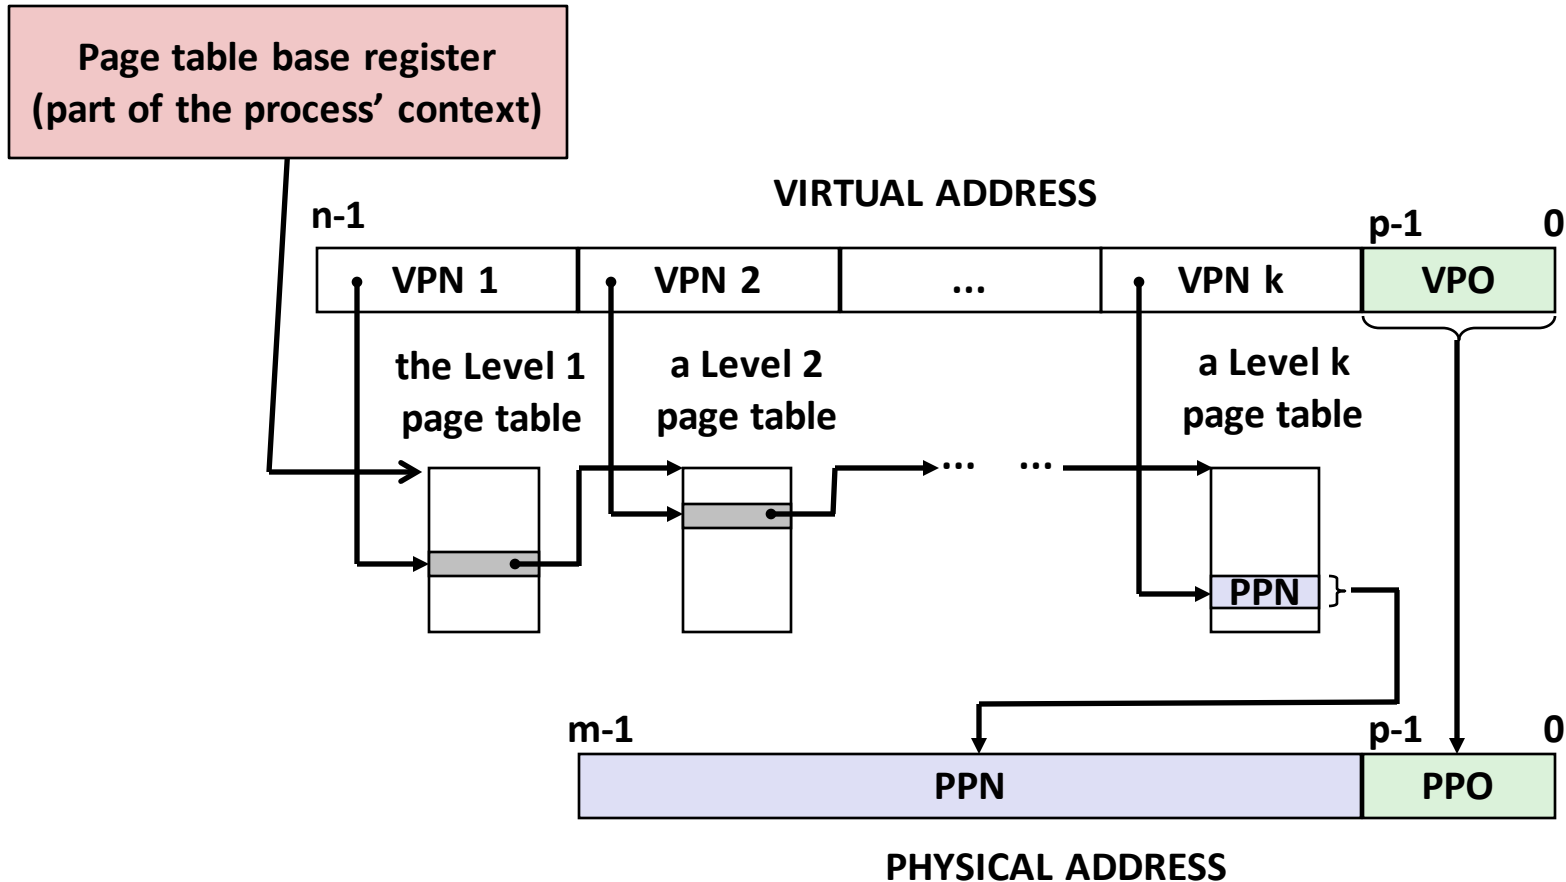 Page table base register
(part of the process’ context)
VIRTUAL ADDRESS
n-1
p-1
0
VPN 1
VPN 2
...
VPN k
VPO
the Level 1
page table
a Level 2
page table
a Level k
page table
...
...
PPN
m-1
p-1
0
PPN
PPO
PHYSICAL ADDRESS